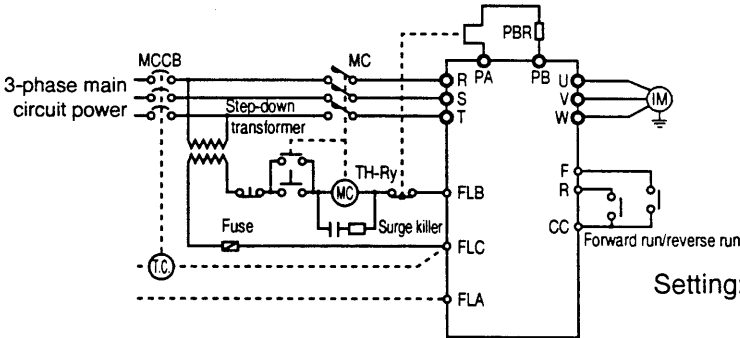 PBR
MCCB
MC
PA
PB
3-phase main
circuit power
R
S
T
U
V
W
IM
Step-down
transformer
TH-Ry
MC
FLB
F
R
CC
Surge killer
Fuse
FLC
Forward run/reverse run
T.C.
FLA
Setting: